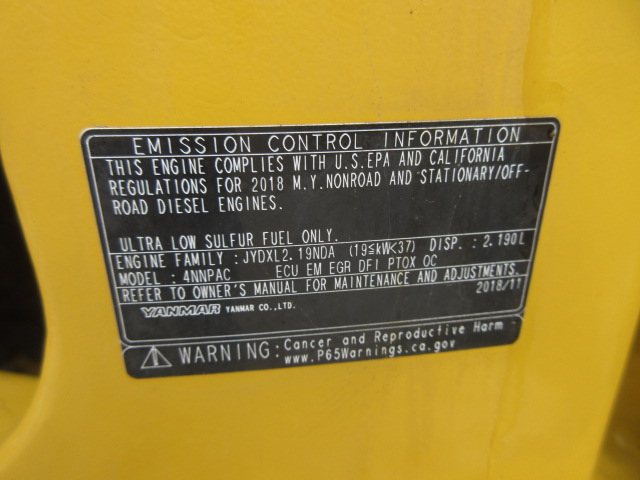 EMISSION CONTROL INFORMATION
THIS ENGINE COMPLIES WITH U.S.EPA AND CALIFORNIA
REGULATIONS FOR 2018 M.Y.NONROAD AND STATIONARY/OFF-
ROAD DIESEL ENGINES.
ULTRA LOW SULFUR FUEL ONLY.
ENGINE FAMILY : JYDXL2.19NDA (19≤kW<37) DISP. : 2.190L
MODEL : 4NNPAC ECU EM EGR DFI PTOX OC
REFER TO OWNER'S MANUAL FOR MAINTENANCE AND ADJUSTMENTS.
2018/11
YANMAR YANMAR CO.,LTD.
WARNING: Cancer and Reproductive Harm
www.P65Warnings.ca.gov